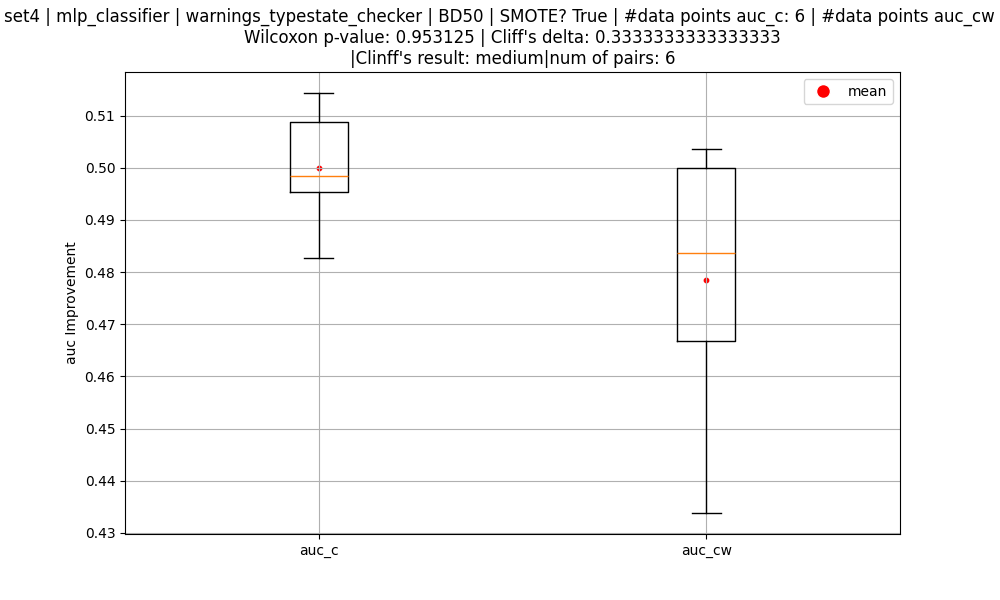 set4 | mlp_classifier | warnings_typestate_checker | BD50 | SMOTE? True | #data points auc_c: 6 | #data points auc_cw
Wilcoxon p-value: 0.953125 | Cliff's delta: 0.3333333333333333
|Clinff's result: medium|num of pairs: 6
mean
0.51
0.50
0.49
0.48
0.47
0.46
0.45
0.44
0.43
auc Improvement
auc_c
auc_cw